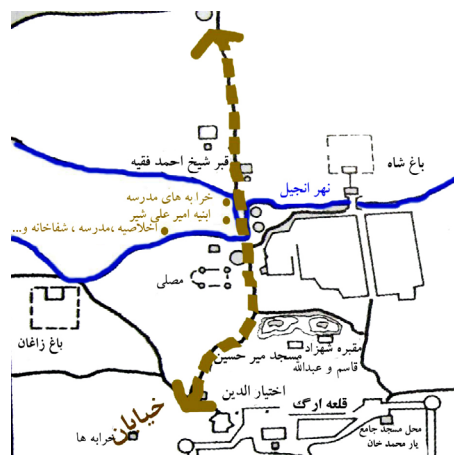 قبر شیخ احمد فقیه
باغ شاه
نهر انجیل
خرابه های مدرسه
ابنیه امیر علی شیر
اخلاصیه ،مدرسه ، شفاخانه و...
مصلی
باغ زاغان
مقبره شهزاد
قاسم و عبدالله
مسجد میر حسین
اختیار الدین
قلعه ارگ
خیابان
خرابه ها
محل مسجد جامع
یار محمد خان